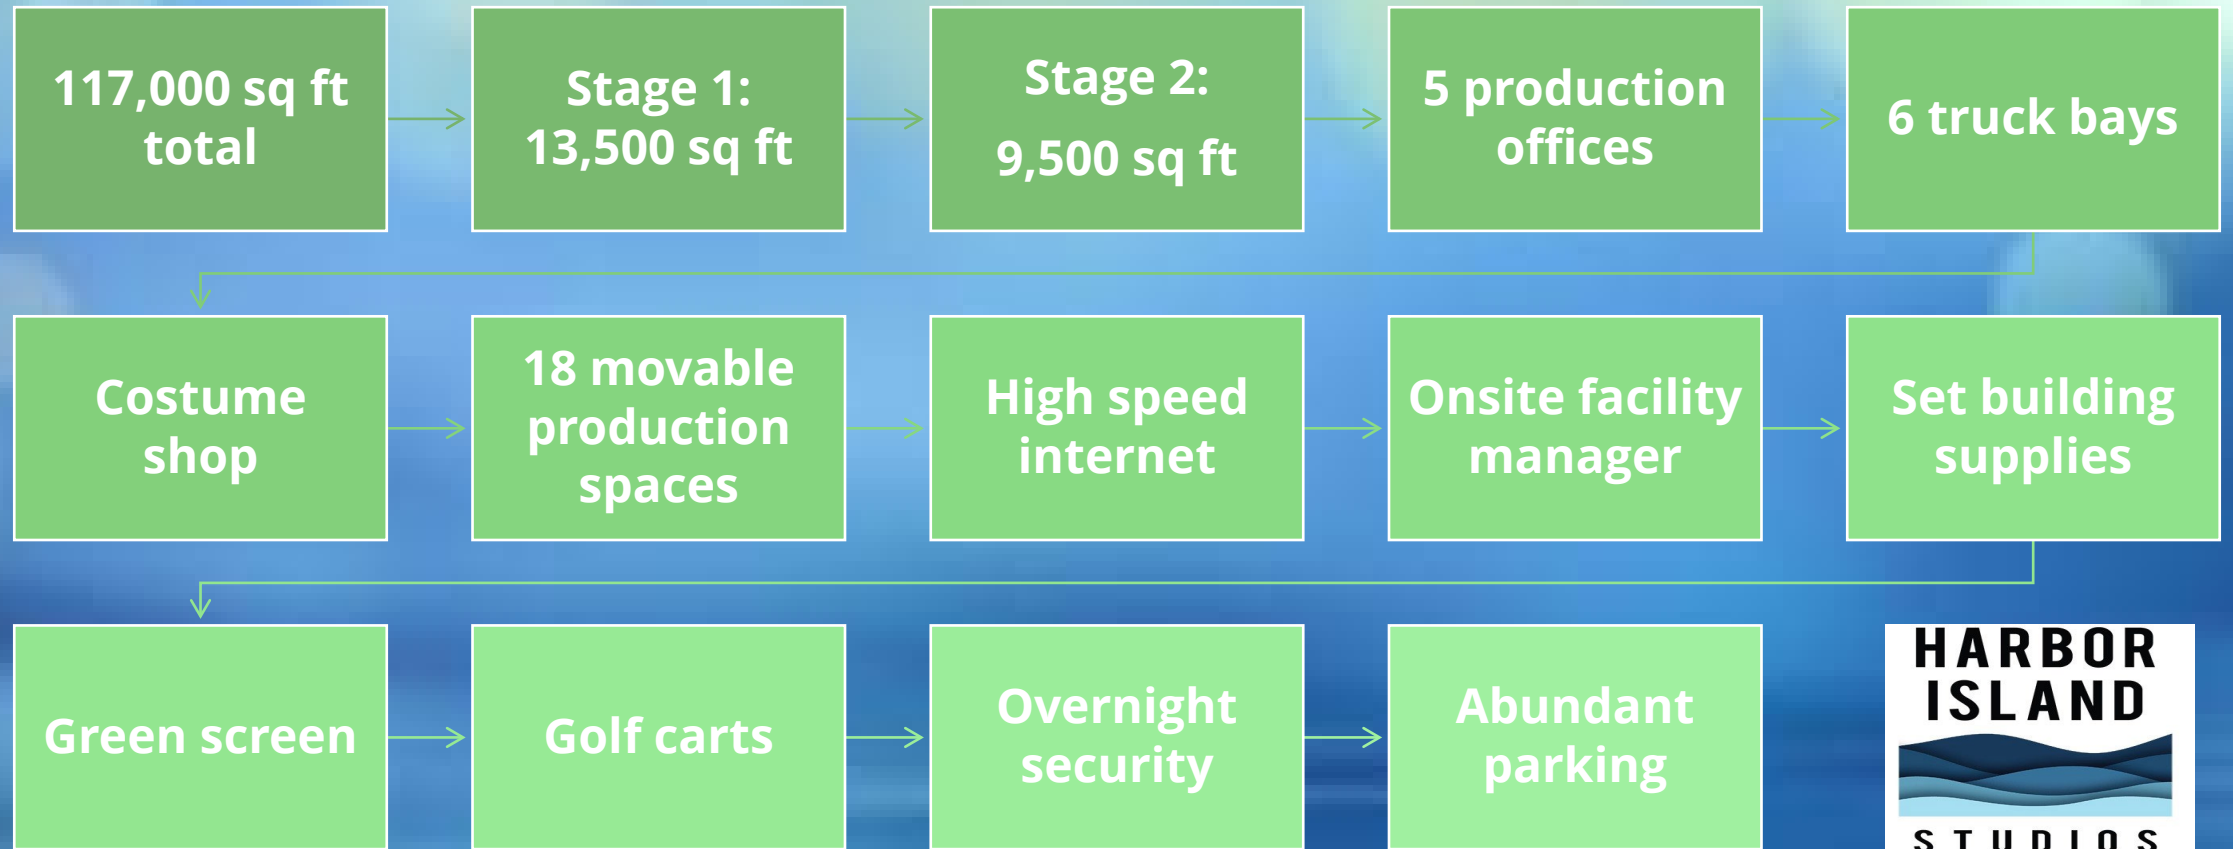 117,000 sq ft
total
Stage 1:
13,500 sq ft
Stage 2:
9,500 sq ft
5 production
offices
6 truck bays
Costume
shop
18 movable
production
spaces
High speed
internet
Onsite facility
manager
Set building
supplies
Green screen
Golf carts
Overnight
security
Abundant
parking
HARBOR
ISLAND
STUDIOS